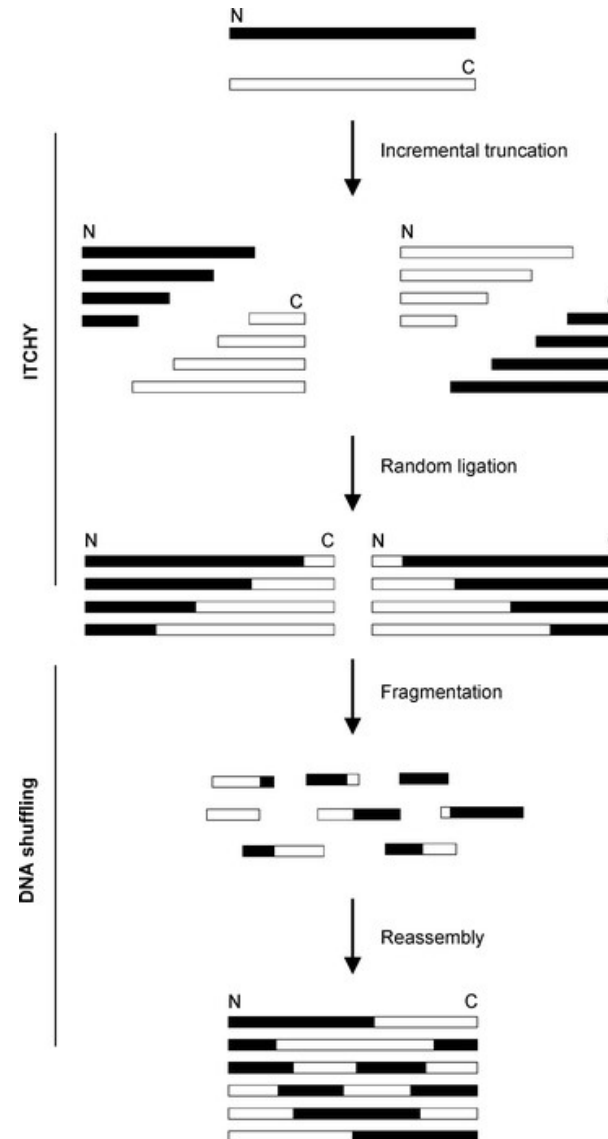 N
C
Incremental truncation
N
N
C
ITCHY
Random ligation
N
C
N
Fragmentation
DNA shuffling
Reassembly
N
C